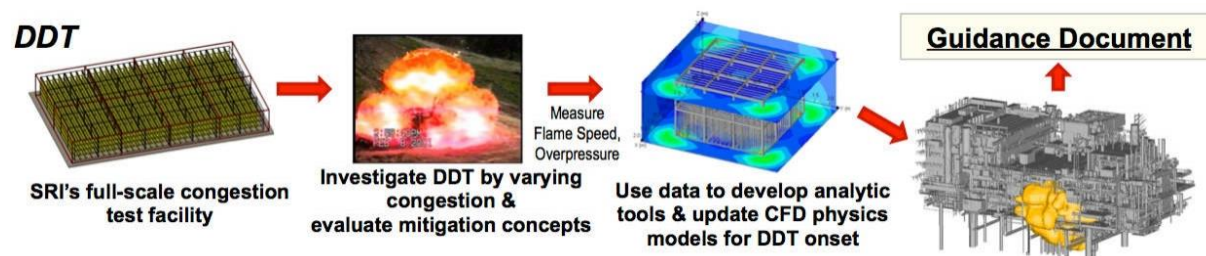 DDT
Guidance Document
Measure
Flame Speed,
Overpressure
SRI's full-scale congestion
test facility
Investigate DDT by varying
congestion &
evaluate mitigation concepts
Use data to develop analytic
tools & update CFD physics
models for DDT onset